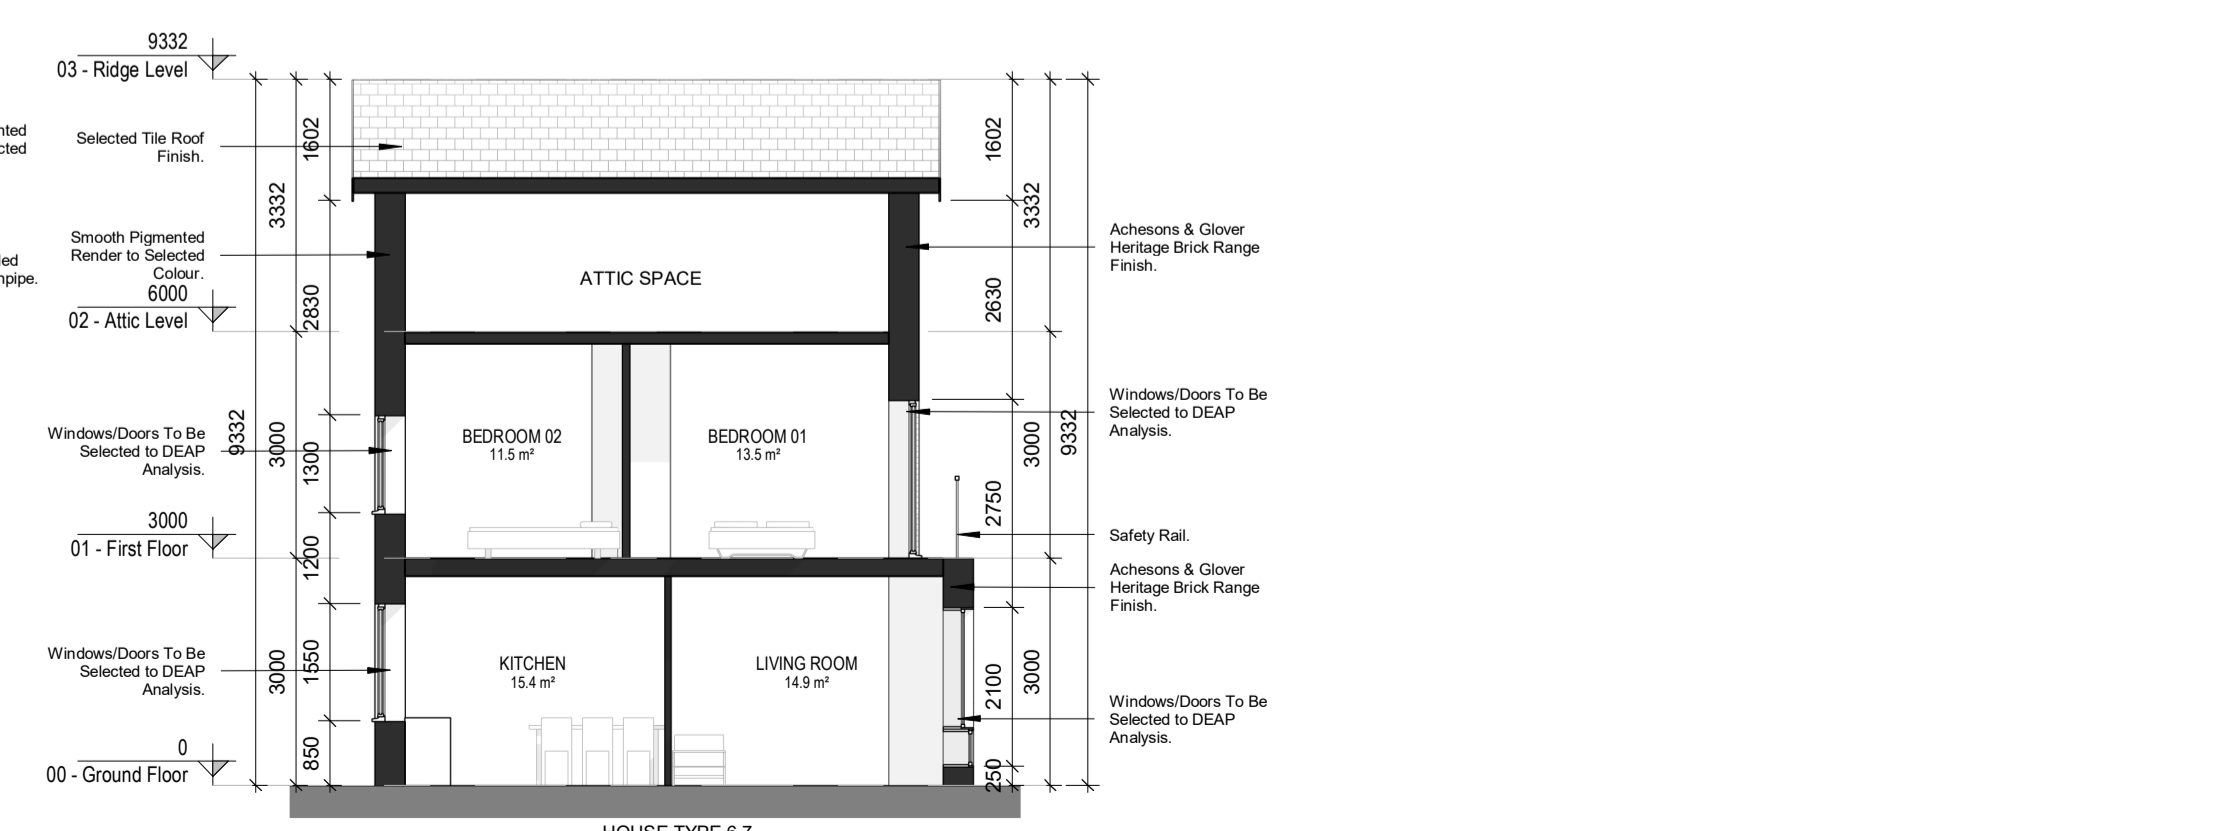 9332
03 - Ridge Level
nted
cted
Selected Tile Roof
Finish.
1602
3332
Smooth Pigmented
Render to Selected
Colour.
led
npipe.
6000
02 - Attic Level
2830
ATTIC SPACE
1602
3332
2630
Achesons & Glover
Heritage Brick Range
Finish.
Windows/Doors To Be
Selected to DEAP
Analysis.
9332
3000
1300
BEDROOM 02
11.5 m²
BEDROOM 01
13.5 m²
Windows/Doors To Be
Selected to DEAP
Analysis.
3000
9332
2750
3000
01 - First Floor
1200
Safety Rail.
Achesons & Glover
Heritage Brick Range
Finish.
Windows/Doors To Be
Selected to DEAP
Analysis.
3000
1550
KITCHEN
15.4 m²
LIVING ROOM
14.9 m²
2100
3000
Windows/Doors To Be
Selected to DEAP
Analysis.
0
00 - Ground Floor
850
250
HOUSE TYPE 6.7